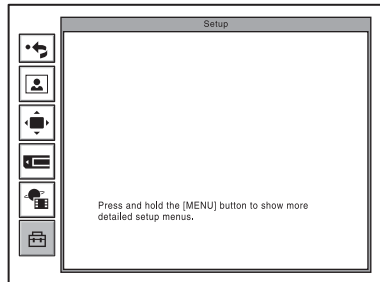 Setup
Press and hold the [MENU] button to show more
detailed setup menus.